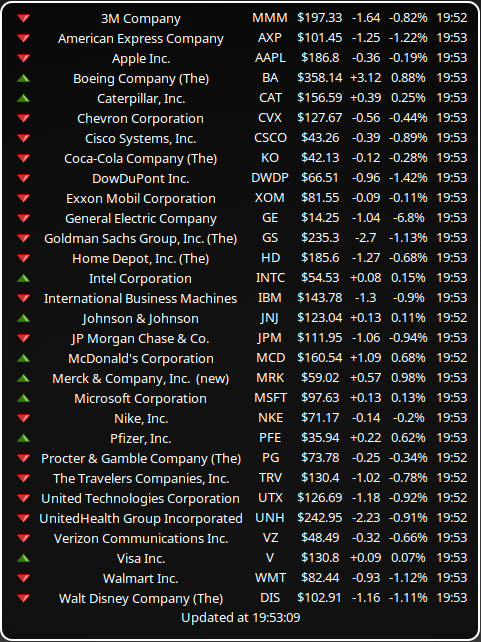 3M Company MMM $197.33 -1.64 -0.82% 19:52
American Express Company AXP $101.45 -1.25 -1.22% 19:53
Apple Inc. AAPL $186.8 -0.36 -0.19% 19:53
Boeing Company (The) BA $358.14 +3.12 0.88% 19:53
Caterpillar, Inc. CAT $156.59 +0.39 0.25% 19:53
Chevron Corporation CVX $127.67 -0.56 -0.44% 19:53
Cisco Systems, Inc. CSCO $43.26 -0.39 -0.89% 19:53
Coca-Cola Company (The) KO $42.13 -0.12 -0.28% 19:53
DowDuPont Inc. DWDP $66.51 -0.96 -1.42% 19:53
Exxon Mobil Corporation XOM $81.55 -0.09 -0.11% 19:53
General Electric Company GE $14.25 -1.04 -6.8% 19:53
Goldman Sachs Group, Inc. (The) GS $235.3 -2.7 -1.13% 19:53
Home Depot, Inc. (The) HD $185.6 -1.27 -0.68% 19:53
Intel Corporation INTC $54.53 +0.08 0.15% 19:53
International Business Machines IBM $143.78 -1.3 -0.9% 19:53
Johnson & Johnson JNJ $123.04 +0.13 0.11% 19:52
JP Morgan Chase & Co. JPM $111.95 -1.06 -0.94% 19:53
McDonald's Corporation MCD $160.54 +1.09 0.68% 19:52
Merck & Company, Inc. (new) MRK $59.02 +0.57 0.98% 19:53
Microsoft Corporation MSFT $97.63 +0.13 0.13% 19:53
Nike, Inc. NKE $71.17 -0.14 -0.2% 19:53
Pfizer, Inc. PFE $35.94 +0.22 0.62% 19:53
Procter & Gamble Company (The) PG $73.78 -0.25 -0.34% 19:52
The Travelers Companies, Inc. TRV $130.4 -1.02 -0.78% 19:52
United Technologies Corporation UTX $126.69 -1.18 -0.92% 19:52
UnitedHealth Group Incorporated UNH $242.95 -2.23 -0.91% 19:52
Verizon Communications Inc. VZ $48.49 -0.32 -0.66% 19:53
Visa Inc. V $130.8 +0.09 0.07% 19:53
Walmart Inc. WMT $82.44 -0.93 -1.12% 19:53
Walt Disney Company (The) DIS $102.91 -1.16 -1.11% 19:53
Updated at 19:53:09